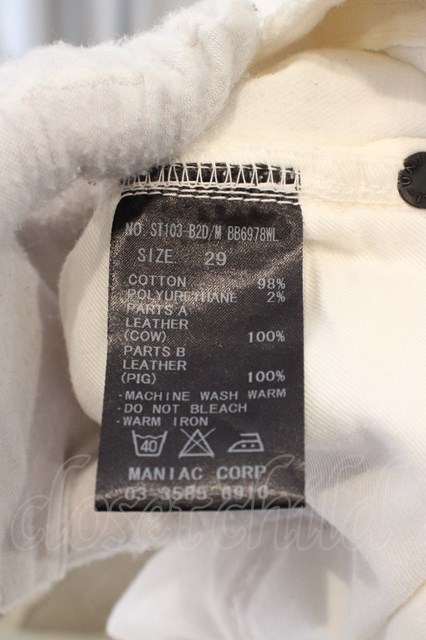 NO. ST103-B2D/M BB6978WL
SIZE 29
COTTON 98%
POLYURETHANE 2%
PARTS A
LEATHER
(COW) 100%
PARTS B
LEATHER
(PIG) 100%
·MACHINE WASH WARM
·DO NOT BLEACH
·WARM IRON
40
MANIAC CORP
03-3585-6910
closetchild